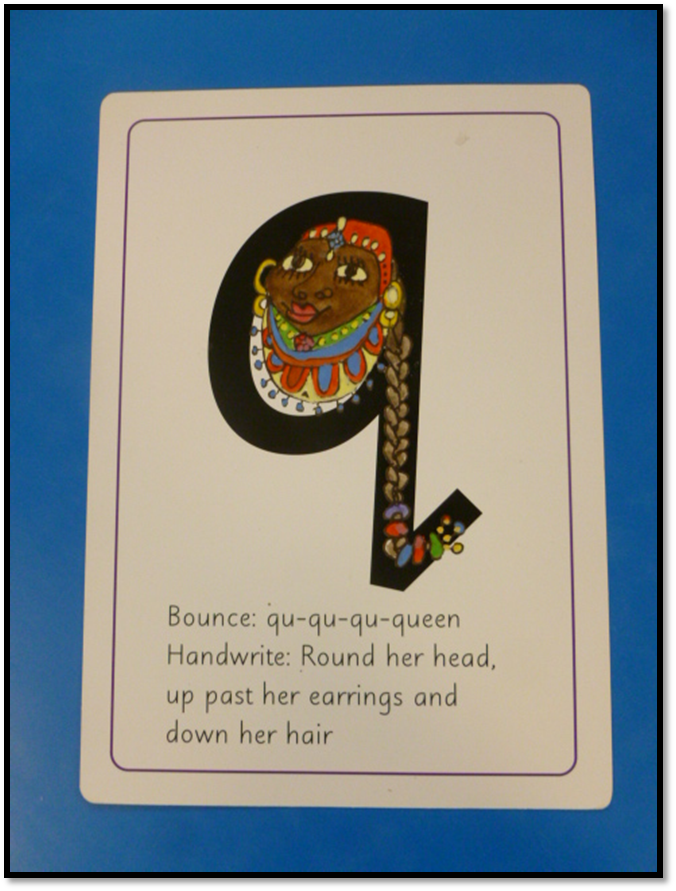 q
Bounce: qu-qu-qu-queen
Handwrite: Round her head,
up past her earrings and
down her hair